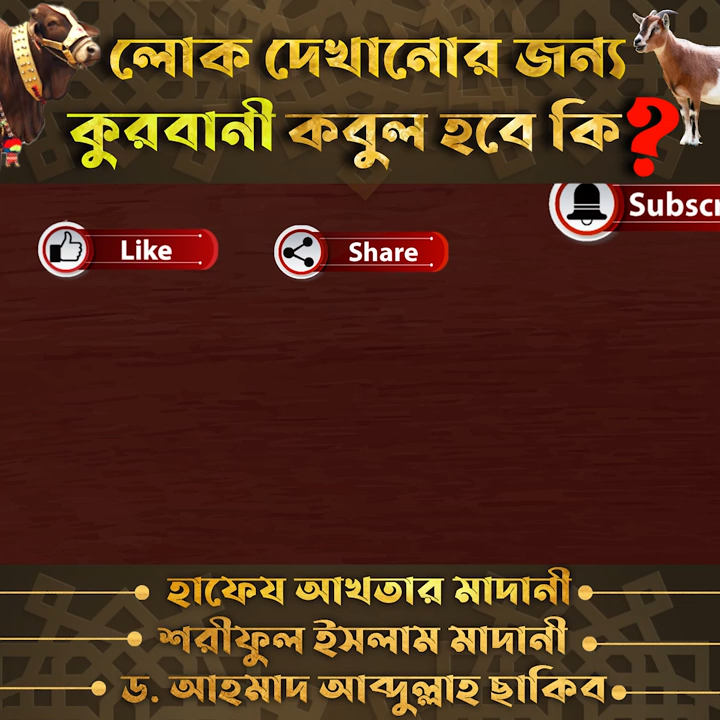 লোক দেখানোর জন্য
কুরবানী কবুল হবে কি?
Subscr
Like
Share
হাফেয আখতার মাদানী
শরীফুল ইসলাম মাদানী
ড. আহমাদ আব্দুল্লাহ ছাকিব